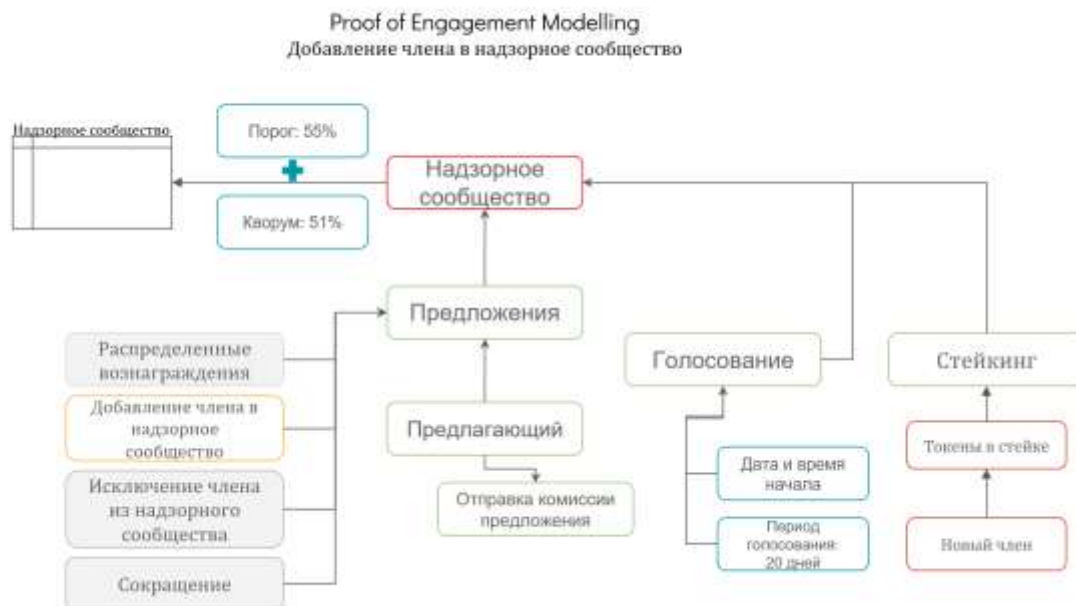 Proof of Engagement Modelling
Добавление члена в надзорное сообщество
Надзорное сообщество
Порог: 55%
Надзорное
сообщество
Кворум: 51%
Предложения
Распределенные
вознаграждения
Голосование
Стейкинг
Добавление члена в
надзорное
сообщество
Предлагающий
Токены в стейке
Дата и время
начала
Исключение члена
из надзорного
сообщества
Отправка комиссии
предложения
Период
голосования:
20 дней
Новый член
Сокращение